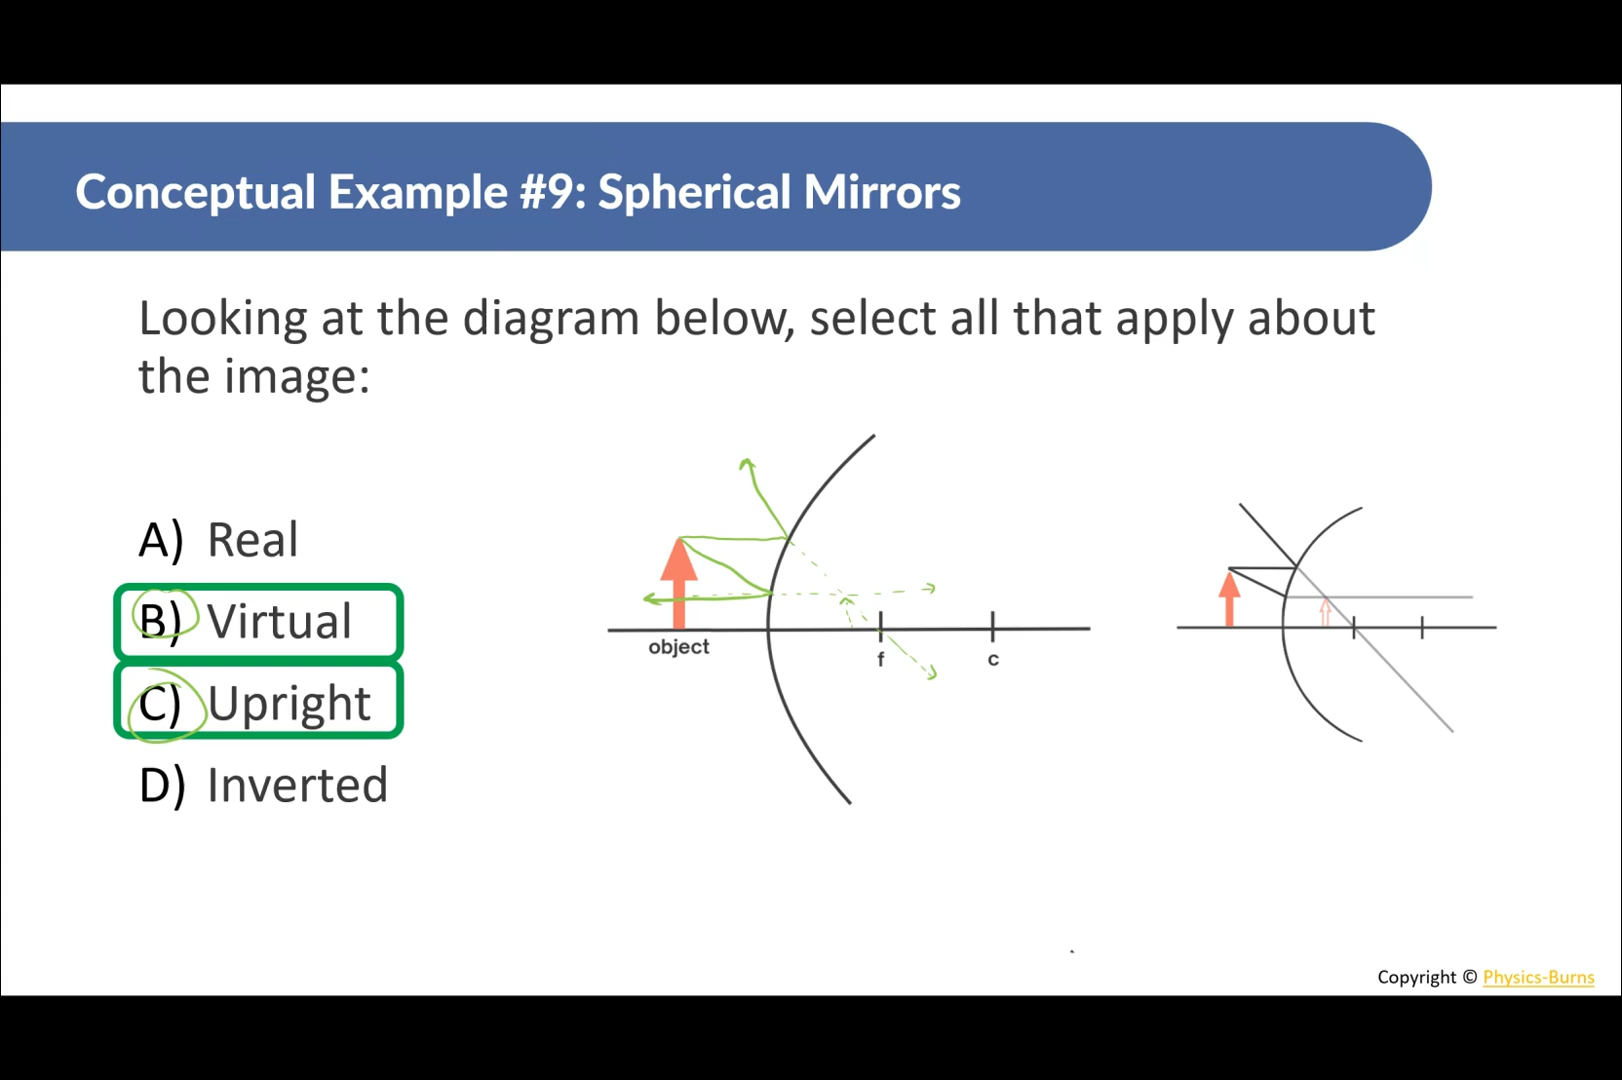 Conceptual Example #9: Spherical Mirrors
Looking at the diagram below, select all that apply about
the image:
A) Real
B) Virtual
C) Upright
D) Inverted
object
f
c
Copyright © Physics-Burns